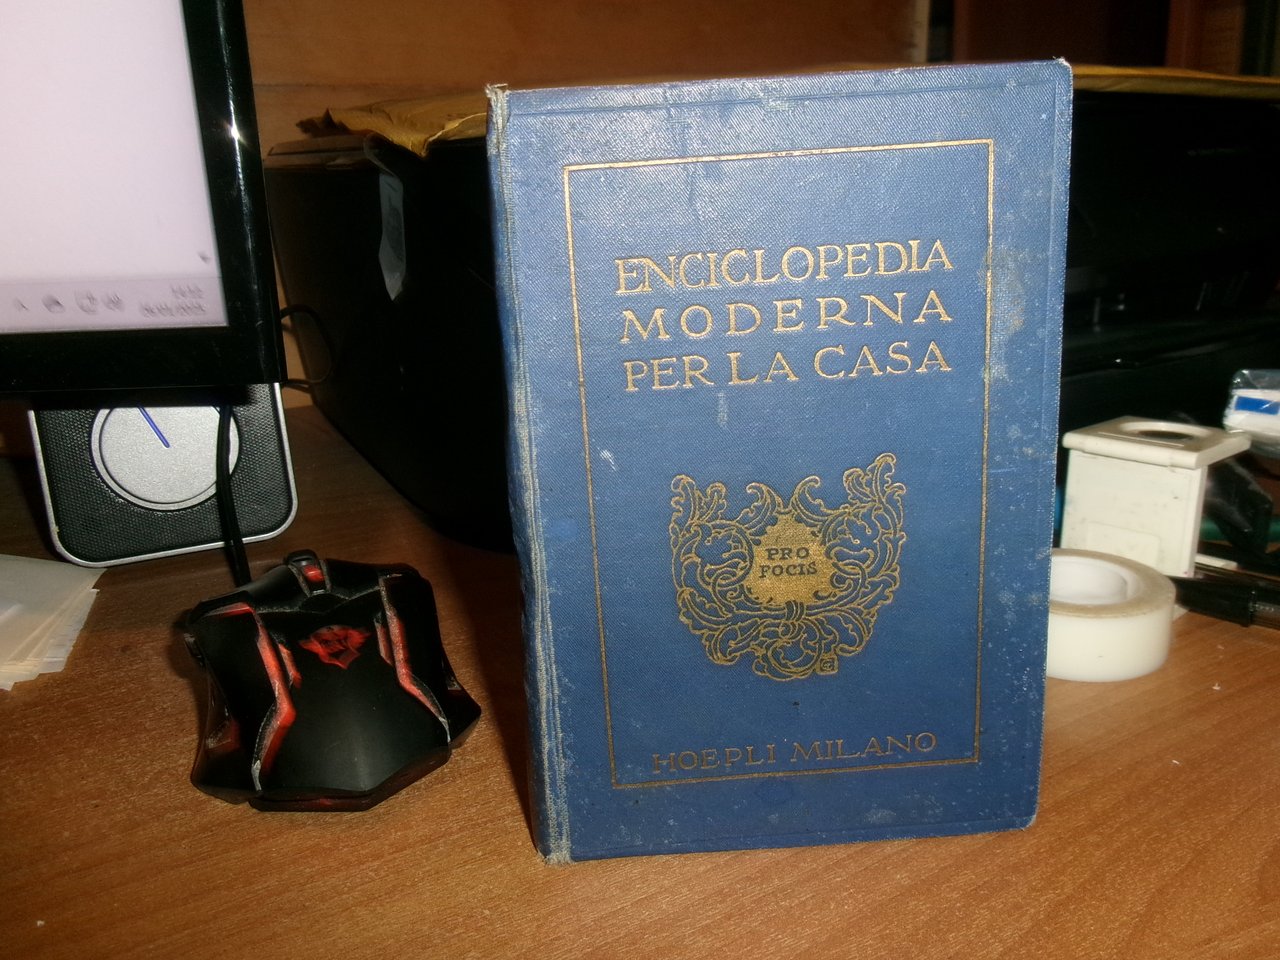 ENCICLOPEDIA
MODERNA
PER LA CASA
PRO
FOCIS
HOEPLI MILANO